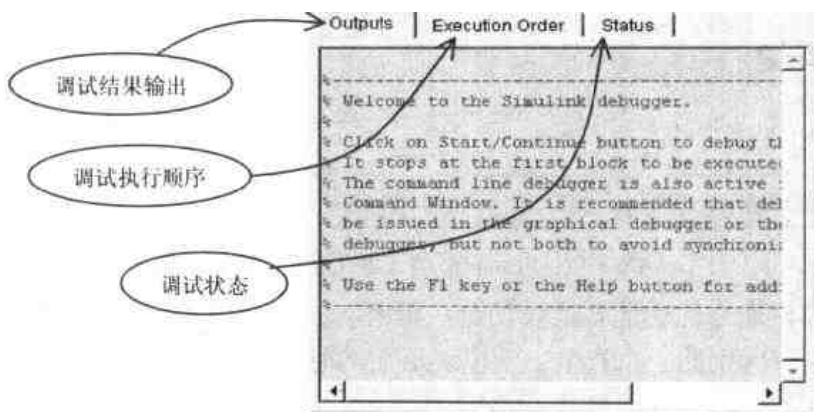 Outputs Execution Order Status
调试结果输出
调试执行顺序
调试状态
%--------------------------------------------------
% Welcome to the Simulink debugger.
%
% Click on Start/Continue button to debug th
% It stops at the first block to be execute
% The command line debugger is also active
% Command Window. It is recommended that de
% be issued in the graphical debugger or the
% debugger, but not both to avoid synchroni
%
% Use the F1 key or the Help button for add
%--------------------------------------------------